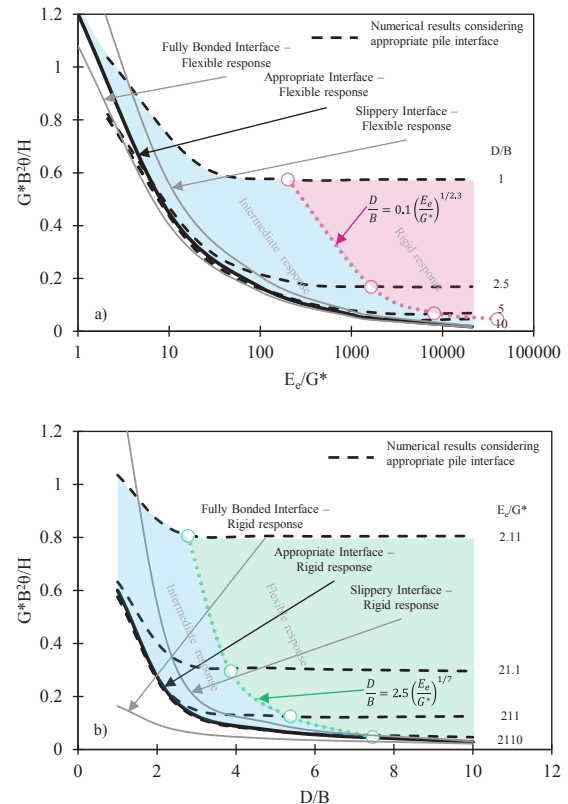 1.2
1
0.8
0.6
0.4
0.2
0
G*B²θ/H
Fully Bonded Interface –
Flexible response
Appropriate Interface –
Flexible response
Slippery Interface –
Flexible response
Numerical results considering
appropriate pile interface
D/B
1
2.5
5
10
D/B = 0.1 (Eₑ/G*)^1/2.3
Intermediate response
Rigid response
a)
1 10 100 1000 10000 100000
Eₑ/G*
1.2
1
0.8
0.6
0.4
0.2
0
G*B²θ/H
Numerical results considering
appropriate pile interface
Fully Bonded Interface –
Rigid response
Appropriate Interface –
Rigid response
Slippery Interface –
Rigid response
Eₑ/G*
2.11
21.1
211
2110
Intermediate response
Flexible response
D/B = 2.5 (Eₑ/G*)^1/7
b)
0 2 4 6 8 10 12
D/B